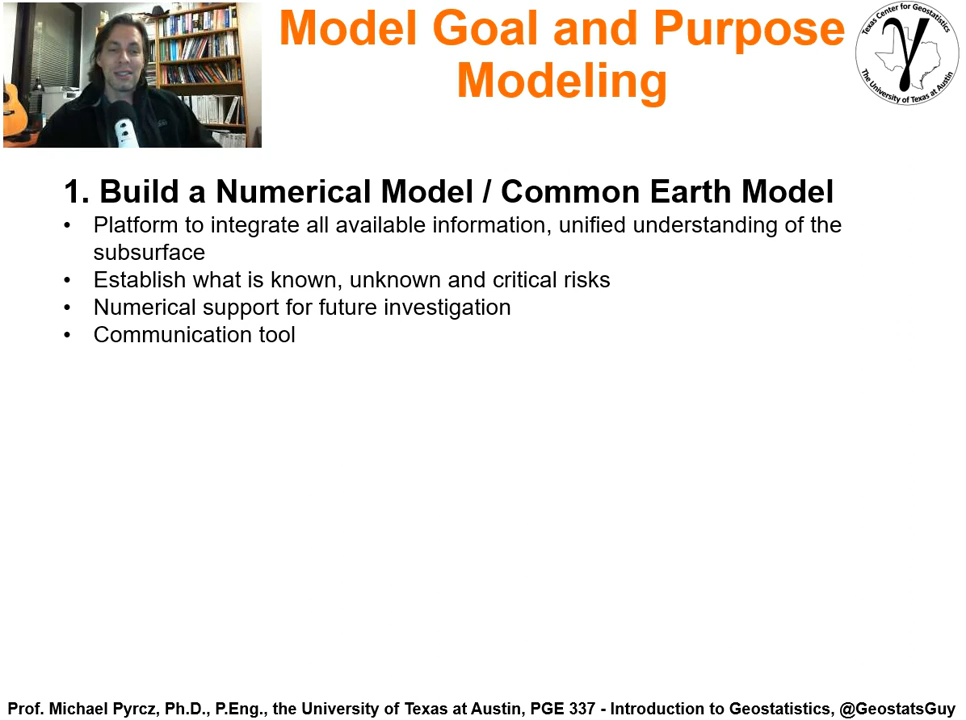 Model Goal and Purpose
Modeling
Texas Center for Geostatistics
The University of Texas at Austin
γ
1. Build a Numerical Model / Common Earth Model
• Platform to integrate all available information, unified understanding of the
subsurface
• Establish what is known, unknown and critical risks
• Numerical support for future investigation
• Communication tool
Prof. Michael Pyrcz, Ph.D., P.Eng., the University of Texas at Austin, PGE 337 - Introduction to Geostatistics, @GeostatsGuy